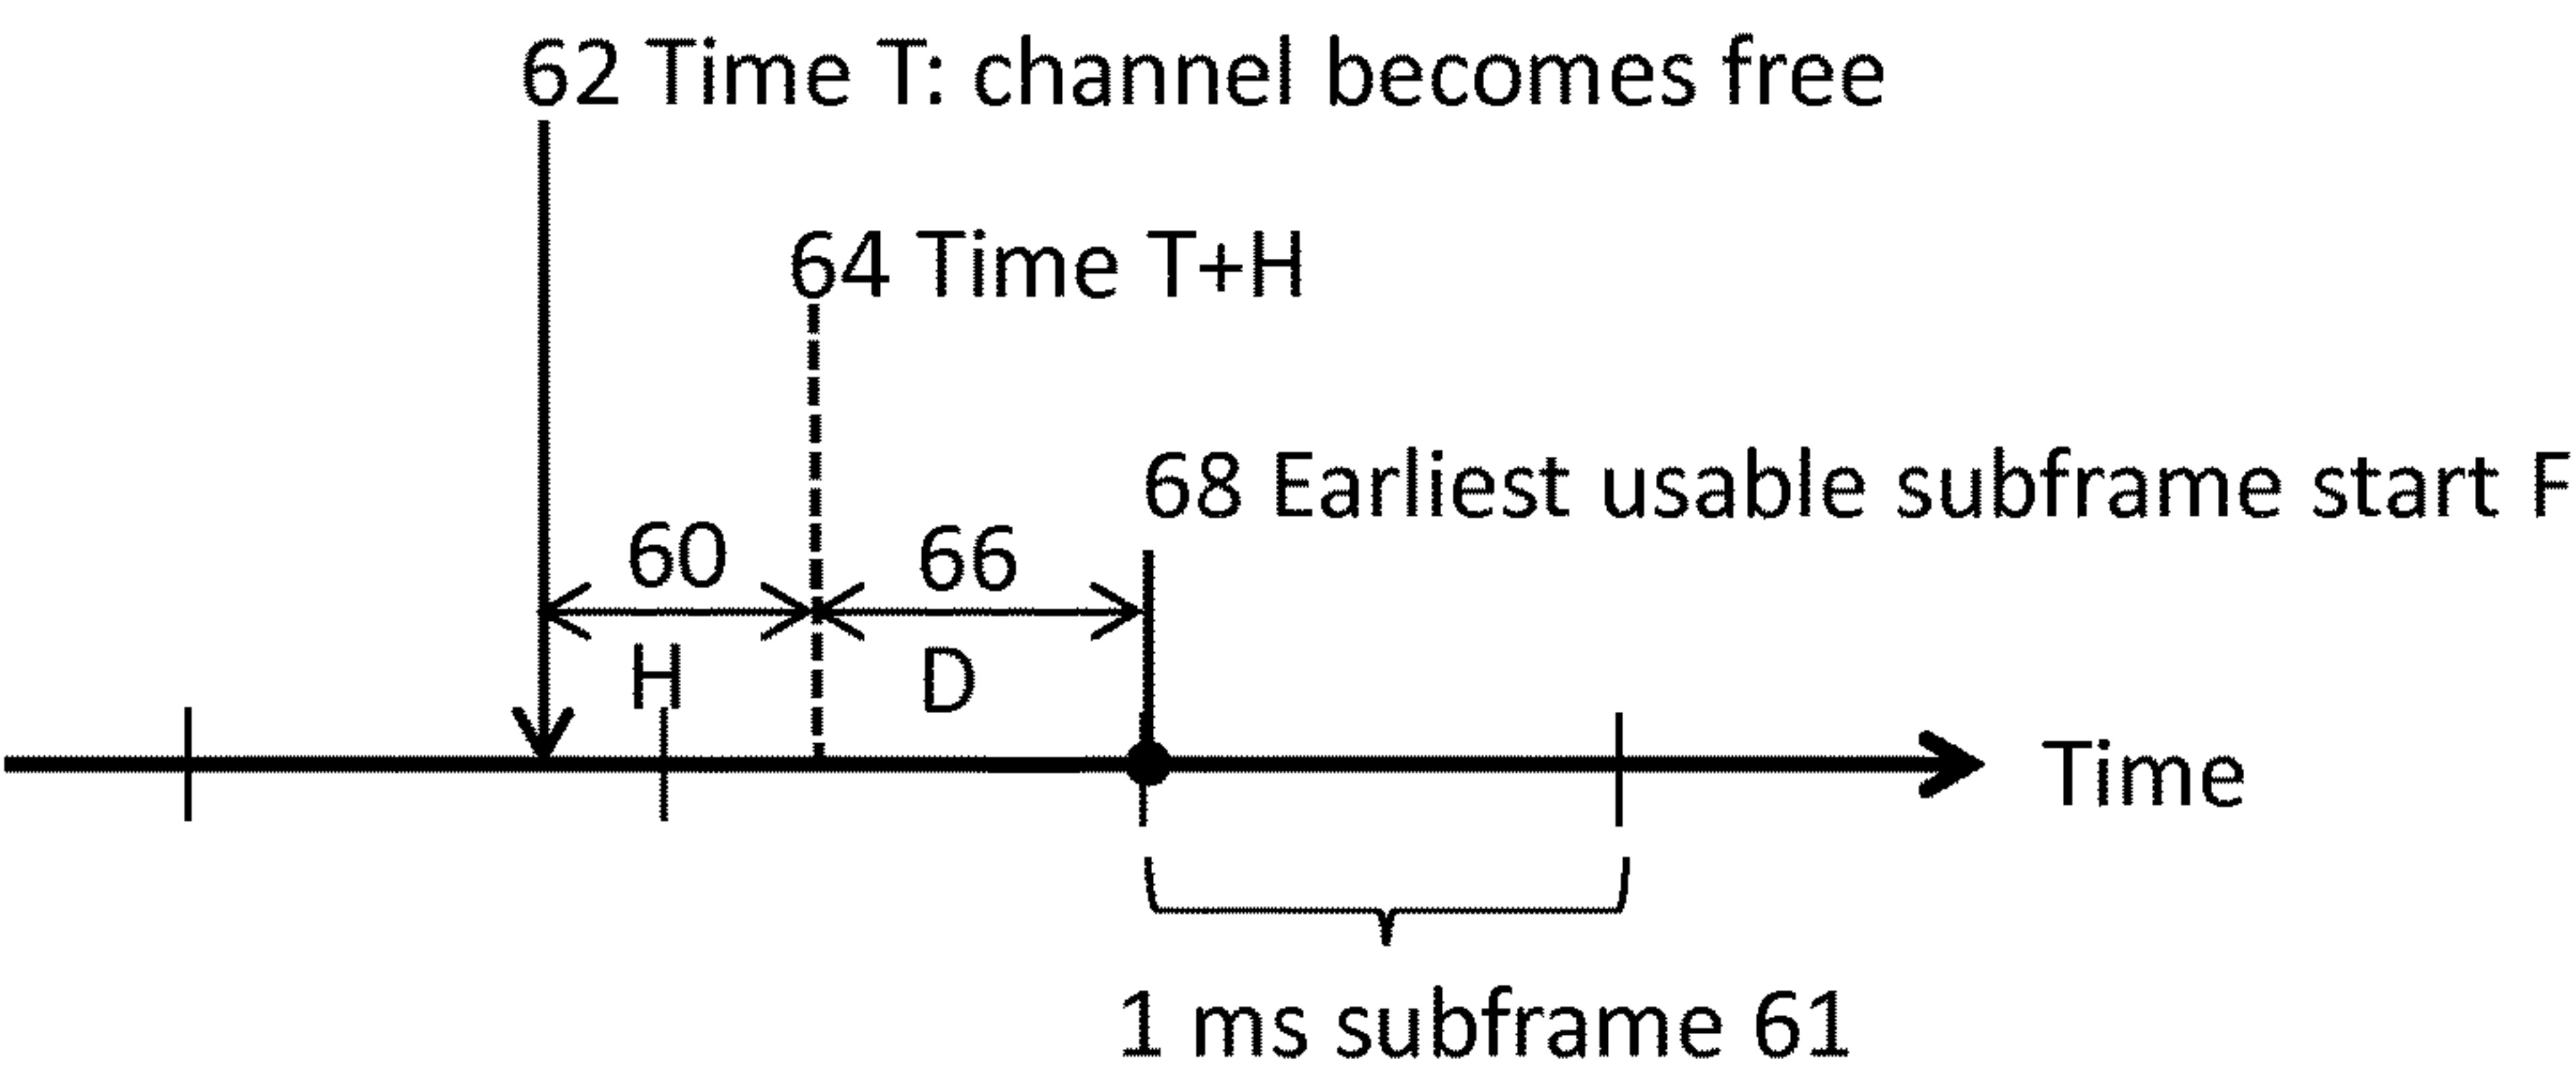 62 Time T: channel becomes free
64 Time T+H
68 Earliest usable subframe start F
60
66
H
D
Time
1 ms subframe 61